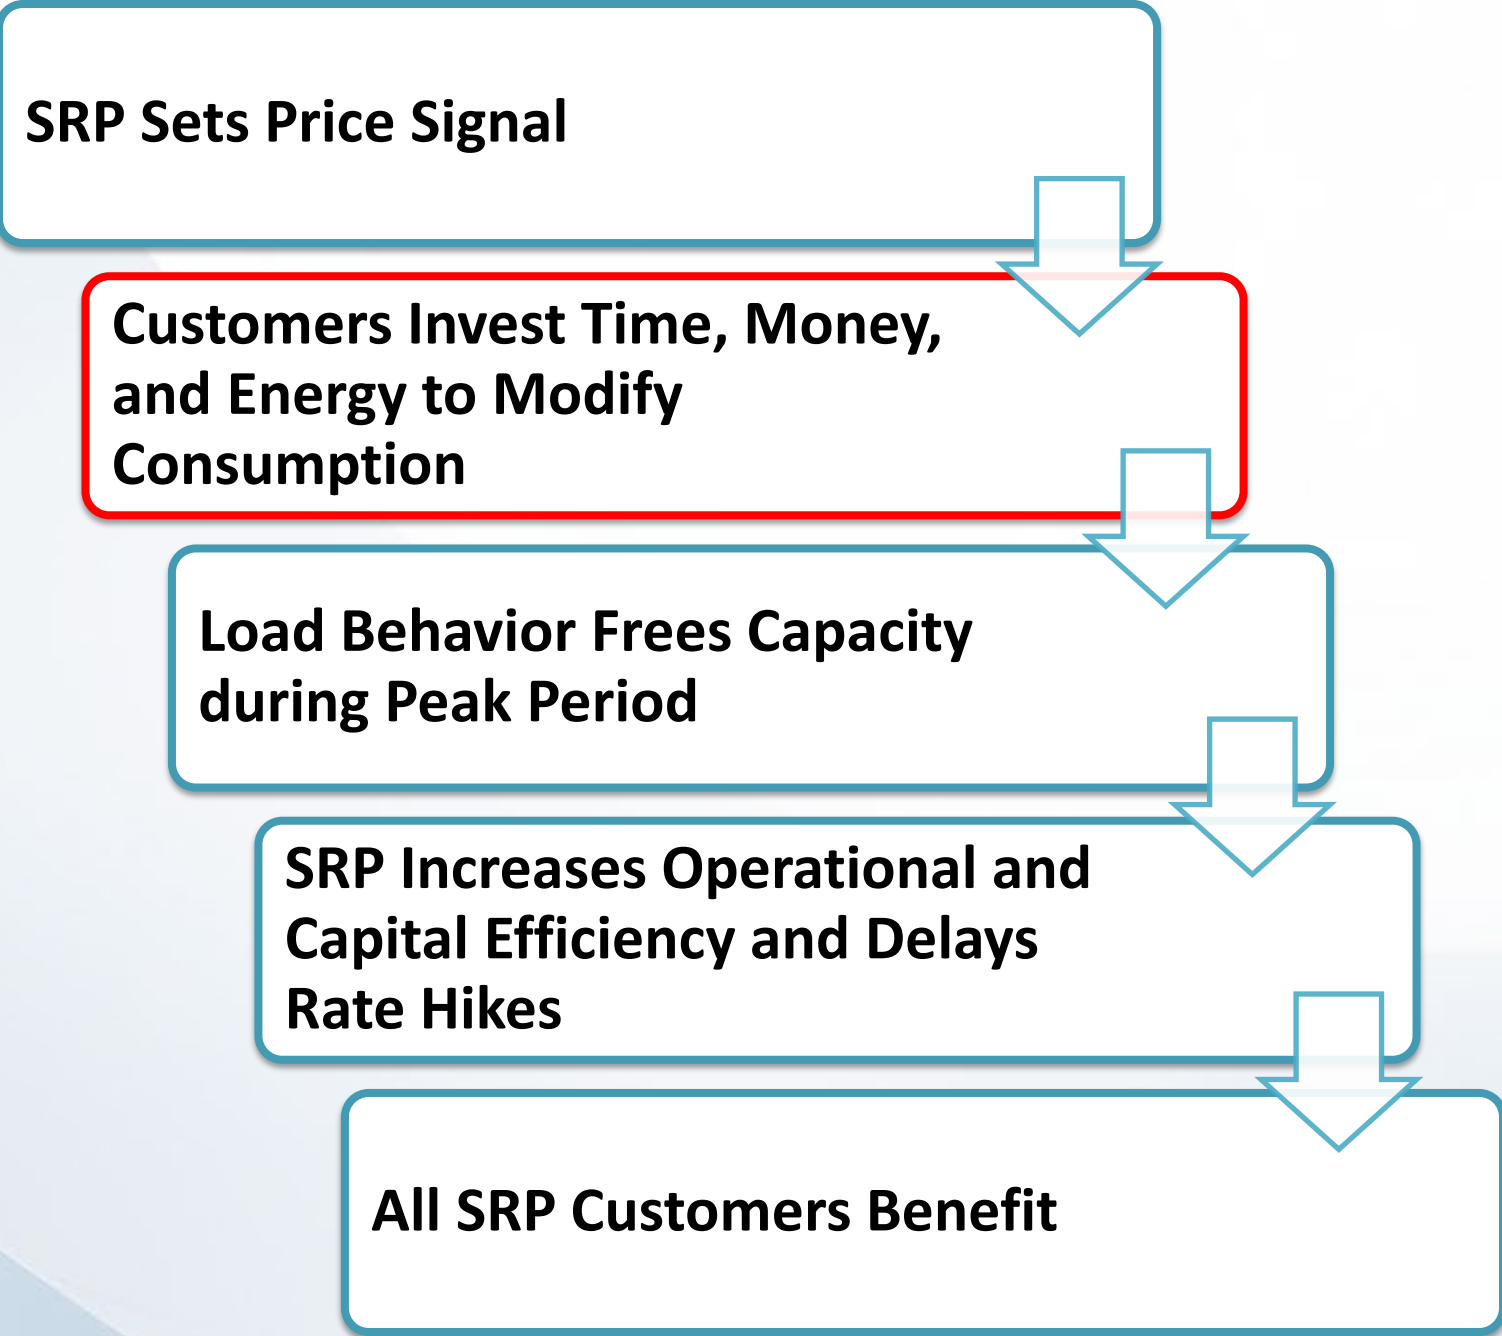 SRP Sets Price Signal
Customers Invest Time, Money,
and Energy to Modify
Consumption
Load Behavior Frees Capacity
during Peak Period
SRP Increases Operational and
Capital Efficiency and Delays
Rate Hikes
All SRP Customers Benefit